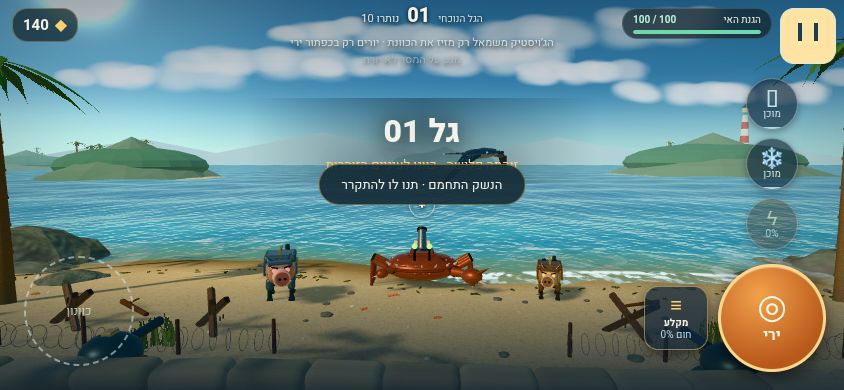 הגנת האי
100 / 100
הגל הנוכחי 01 נותרו 10
140
הג'ויסטיק משמאל רק מזיז את הכוונת · יורים רק בכפתור ירי
גל 01
הנשק התחמם · תנו לו להתקרר
מוכן
מוכן
0%
כוונון
מקלע
חום 0%
ירי